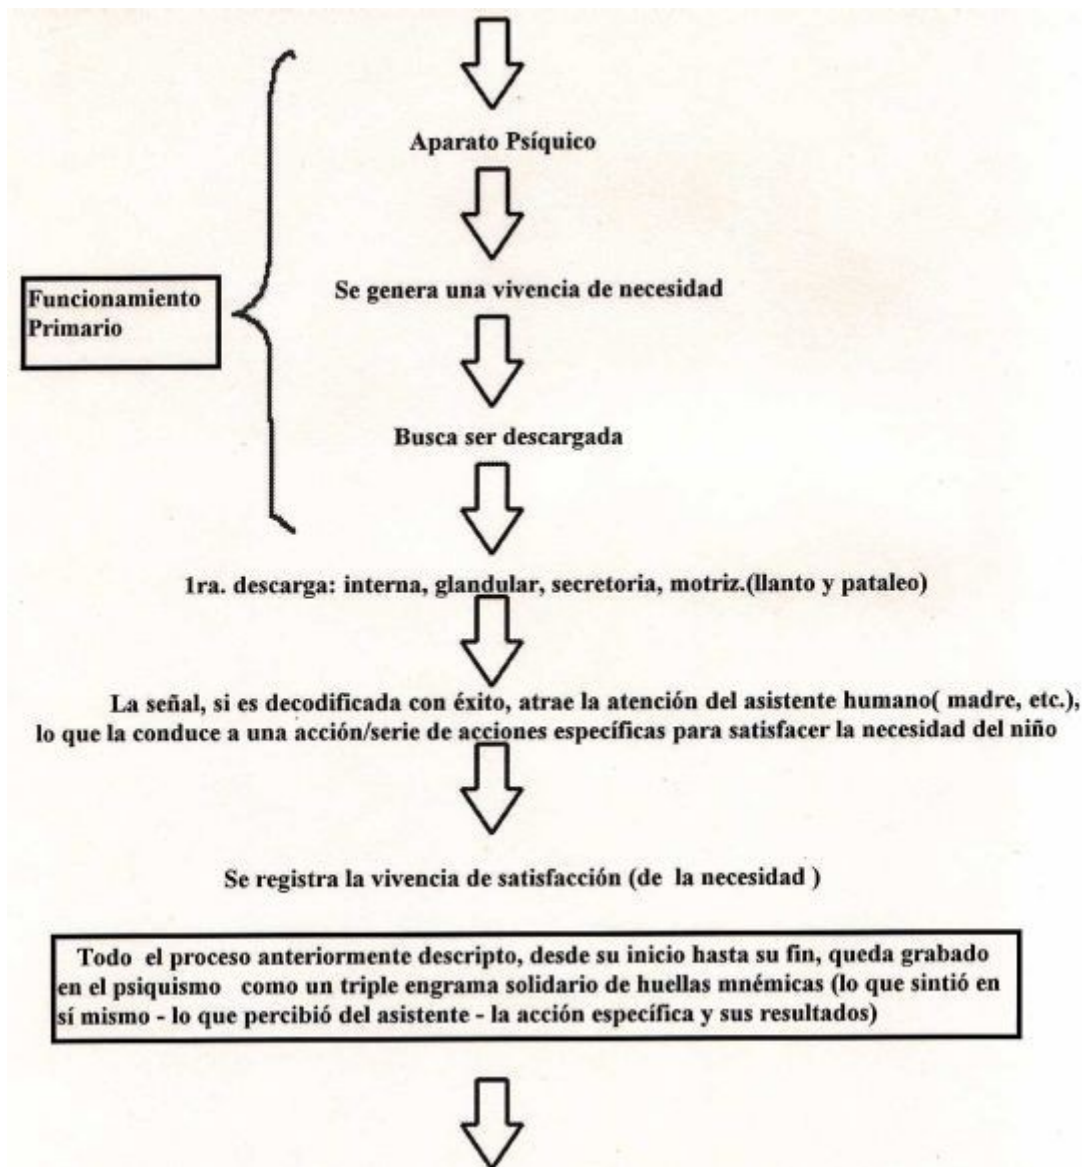 Aparato Psíquico
Funcionamiento
Primario
Se genera una vivencia de necesidad
Busca ser descargada
1ra. descarga: interna, glandular, secretoria, motriz.(llanto y pataleo)
La señal, si es decodificada con éxito, atrae la atención del asistente humano( madre, etc.),
lo que la conduce a una acción/serie de acciones específicas para satisfacer la necesidad del niño
Se registra la vivencia de satisfacción (de la necesidad )
Todo el proceso anteriormente descripto, desde su inicio hasta su fin, queda grabado
en el psiquismo como un triple engrama solidario de huellas mnémicas (lo que sintió en
sí mismo - lo que percibió del asistente - la acción específica y sus resultados)